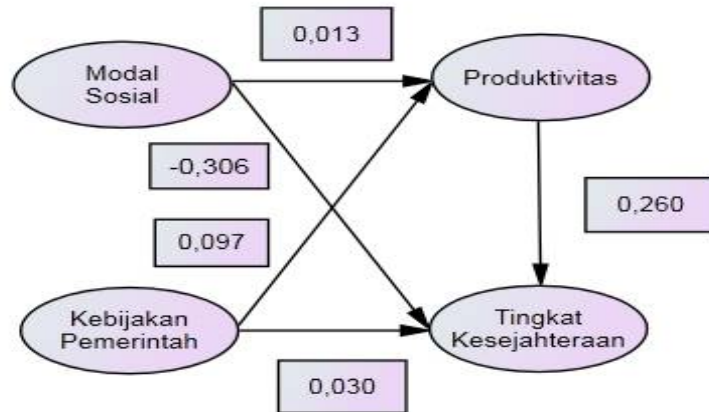 0,013
Modal
Sosial
Produktivitas
-0,306
0,260
0,097
Kebijakan
Pemerintah
Tingkat
Kesejahteraan
0,030